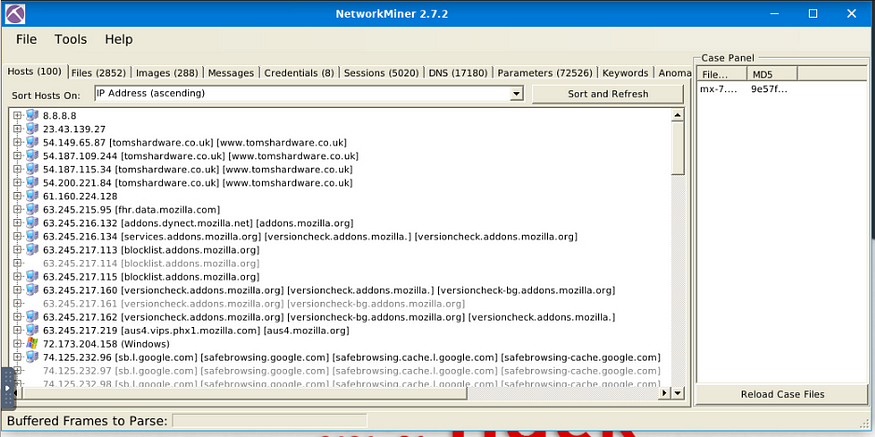 NetworkMiner 2.7.2
File Tools Help
Hosts (100) Files (2852) Images (288) Messages Credentials (8) Sessions (5020) DNS (17180) Parameters (72526) Keywords Anoma
Sort Hosts On: IP Address (ascending) Sort and Refresh
8.8.8.8
23.43.139.27
54.149.65.87 [tomshardware.co.uk] [www.tomshardware.co.uk]
54.187.109.244 [tomshardware.co.uk] [www.tomshardware.co.uk]
54.187.115.34 [tomshardware.co.uk] [www.tomshardware.co.uk]
54.200.221.84 [tomshardware.co.uk] [www.tomshardware.co.uk]
61.160.224.128
63.245.215.95 [fhr.data.mozilla.com]
63.245.216.132 [addons.dynect.mozilla.net] [addons.mozilla.org]
63.245.216.134 [services.addons.mozilla.org] [versioncheck.addons.mozilla.] [versioncheck.addons.mozilla.org]
63.245.217.113 [blocklist.addons.mozilla.org]
63.245.217.114 [blocklist.addons.mozilla.org]
63.245.217.115 [blocklist.addons.mozilla.org]
63.245.217.160 [versioncheck.addons.mozilla.org] [versioncheck.addons.mozilla.] [versioncheck-bg.addons.mozilla.org]
63.245.217.161 [versioncheck-bg.addons.mozilla.org]
63.245.217.162 [versioncheck.addons.mozilla.org] [versioncheck-bg.addons.mozilla.org] [versioncheck.addons.mozilla.]
63.245.217.219 [aus4.vips.phx1.mozilla.com] [aus4.mozilla.org]
72.173.204.158 (Windows)
74.125.232.96 [sb.l.google.com] [safebrowsing.google.com] [safebrowsing.cache.l.google.com] [safebrowsing-cache.google.com]
74.125.232.97 [sb.l.google.com] [safebrowsing.google.com] [safebrowsing.cache.l.google.com] [safebrowsing-cache.google.com]
74.125.232.98 [sb.l.google.com] [safebrowsing.google.com] [safebrowsing.cache.l.google.com] [safebrowsing-cache.google.com]
Case Panel
File... MD5
mx-7.... 9e57f...
Reload Case Files
Buffered Frames to Parse: